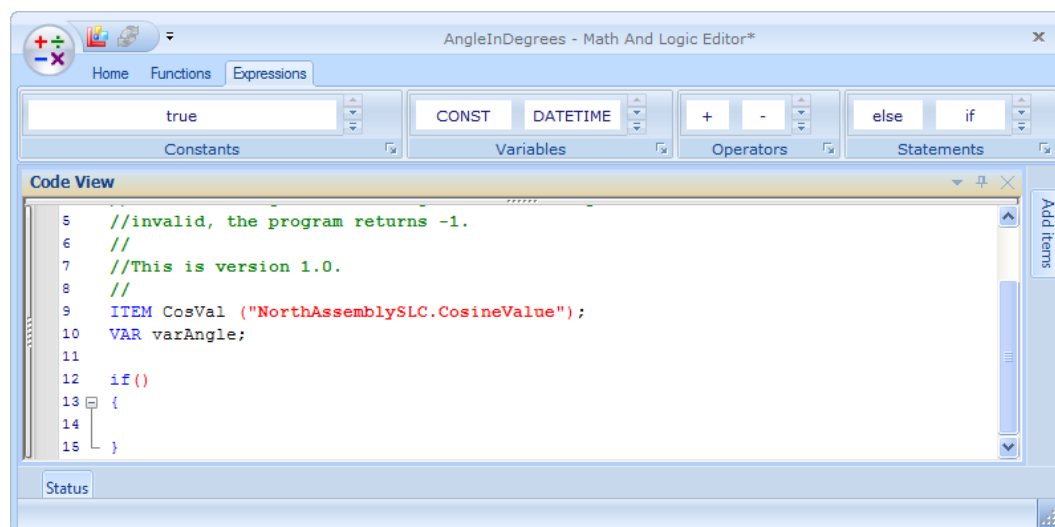 AngleInDegrees - Math And Logic Editor*
Home Functions Expressions
true CONST DATETIME + - else if
Constants Variables Operators Statements
Code View
Add items
5 //invalid, the program returns -1.
6 //
7 //This is version 1.0.
8 //
9 ITEM CosVal ("NorthAssemblySLC.CosineValue");
10 VAR varAngle;
11
12 if()
13 {
14
15 }
Status